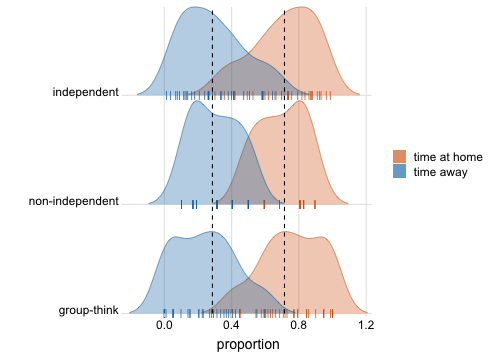 independent
non-independent
group-think
0.0 0.4 0.8 1.2
proportion
time at home
time away